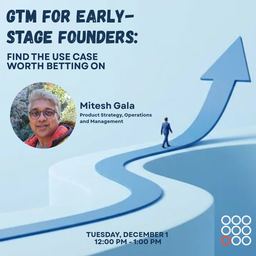 GTM FOR EARLY-
STAGE FOUNDERS:
FIND THE USE CASE
WORTH BETTING ON
Mitesh Gala
Product Strategy, Operations
and Management
TUESDAY, DECEMBER 1
12:00 PM - 1:00 PM